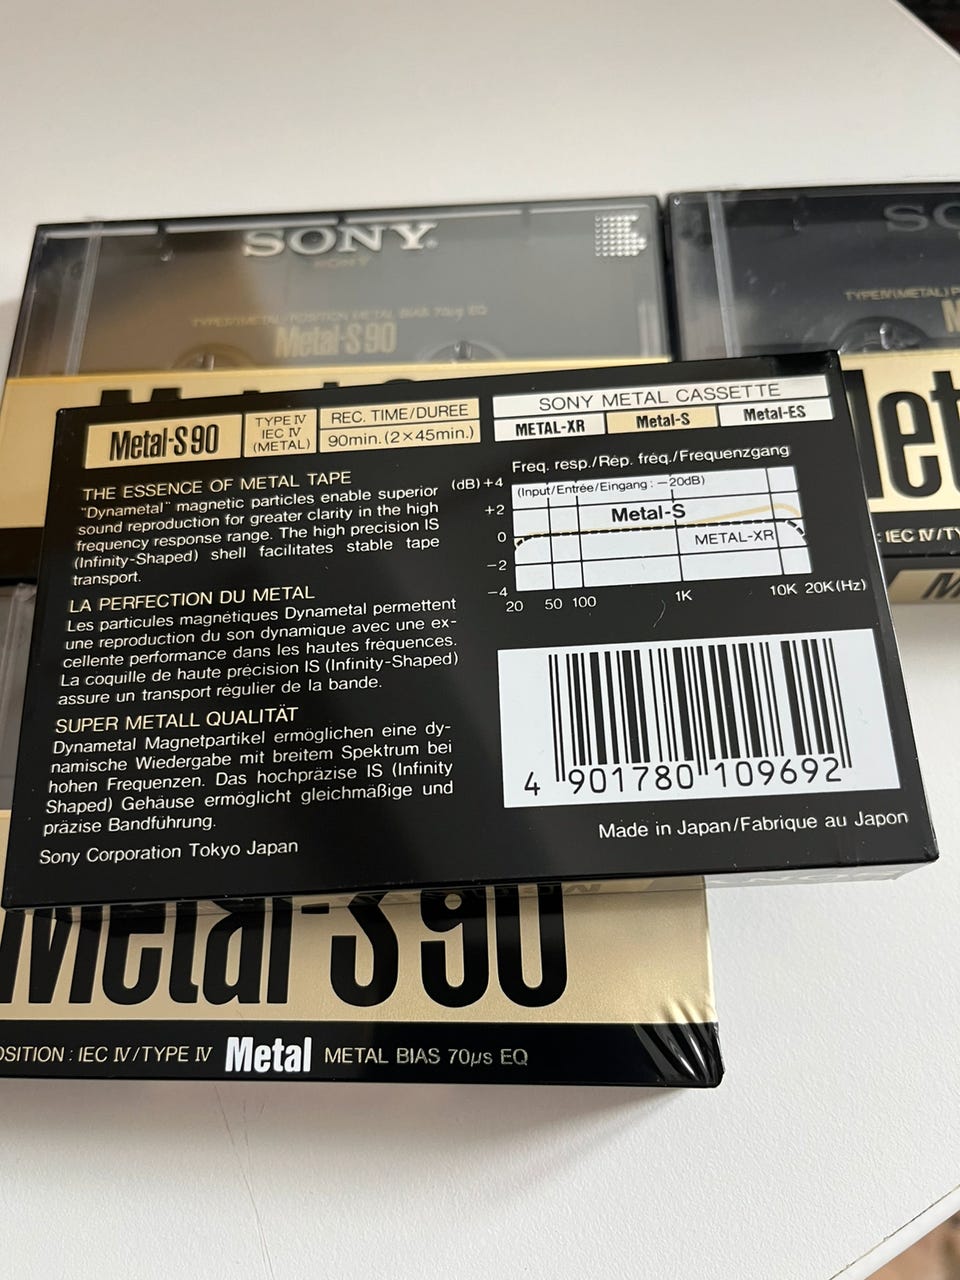 SONY
SONY
TYPE IV (METAL) POSITION METAL BIAS 70μs EQ
Metal-S 90
TYPE IV (METAL) P
Metal-S 90
TYPE IV
IEC IV
(METAL)
REC. TIME/DUREE
90min. (2×45min.)
SONY METAL CASSETTE
METAL-XR
Metal-S
Metal-ES
THE ESSENCE OF METAL TAPE
"Dynametal" magnetic particles enable superior
sound reproduction for greater clarity in the high
frequency response range. The high precision IS
(Infinity-Shaped) shell facilitates stable tape
transport.
LA PERFECTION DU METAL
Les particules magnétiques Dynametal permettent
une reproduction du son dynamique avec une ex-
cellente performance dans les hautes fréquences.
La coquille de haute précision IS (Infinity-Shaped)
assure un transport régulier de la bande.
SUPER METALL QUALITÄT
Dynametal Magnetpartikel ermöglichen eine dy-
namische Wiedergabe mit breitem Spektrum bei
hohen Frequenzen. Das hochpräzise IS (Infinity
Shaped) Gehäuse ermöglicht gleichmäßige und
präzise Bandführung.
Sony Corporation Tokyo Japan
Freq. resp./Rép. fréq./Frequenzgang
(dB) +4
(Input/Entrée/Eingang : −20dB)
+2
Metal-S
0
METAL-XR
−2
−4
20 50 100 1K 10K 20K (Hz)
4 901780 109692
Made in Japan/Fabrique au Japon
IEC IV/TY
Metal-S 90
OSITION : IEC IV/TYPE IV Metal METAL BIAS 70μs EQ